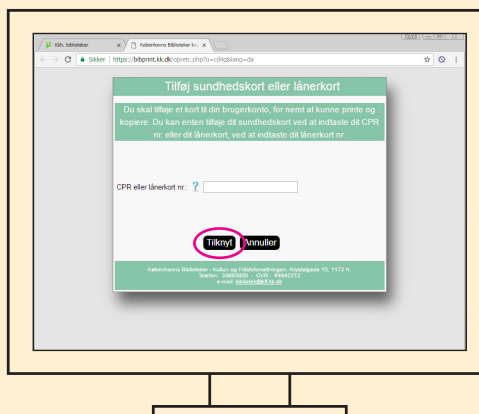 Kbh. biblioteker
Københavns Biblioteker ko
Sikker | https://bibprint.kk.dk/opretc.php?u=cd4g&lang=da
Tilføj sundhedskort eller lånerkort
Du skal tilføje et kort til din brugerkonto, for nemt at kunne printe og
kopiere. Du kan enten tilføje dit sundhedskort ved at indtaste dit CPR
nr. eller dit lånerkort, ved at indtaste dit lånerkort nr.
CPR eller lånerkort nr.: ?
Tilknyt Annuller
Københavns Biblioteker - Kultur- og Fritidsforvaltningen, Krystalgade 15, 1172 K.
Telefon: 33663000 - CVR.: 64942212
e-mail: biblioteket@kff.kk.dk